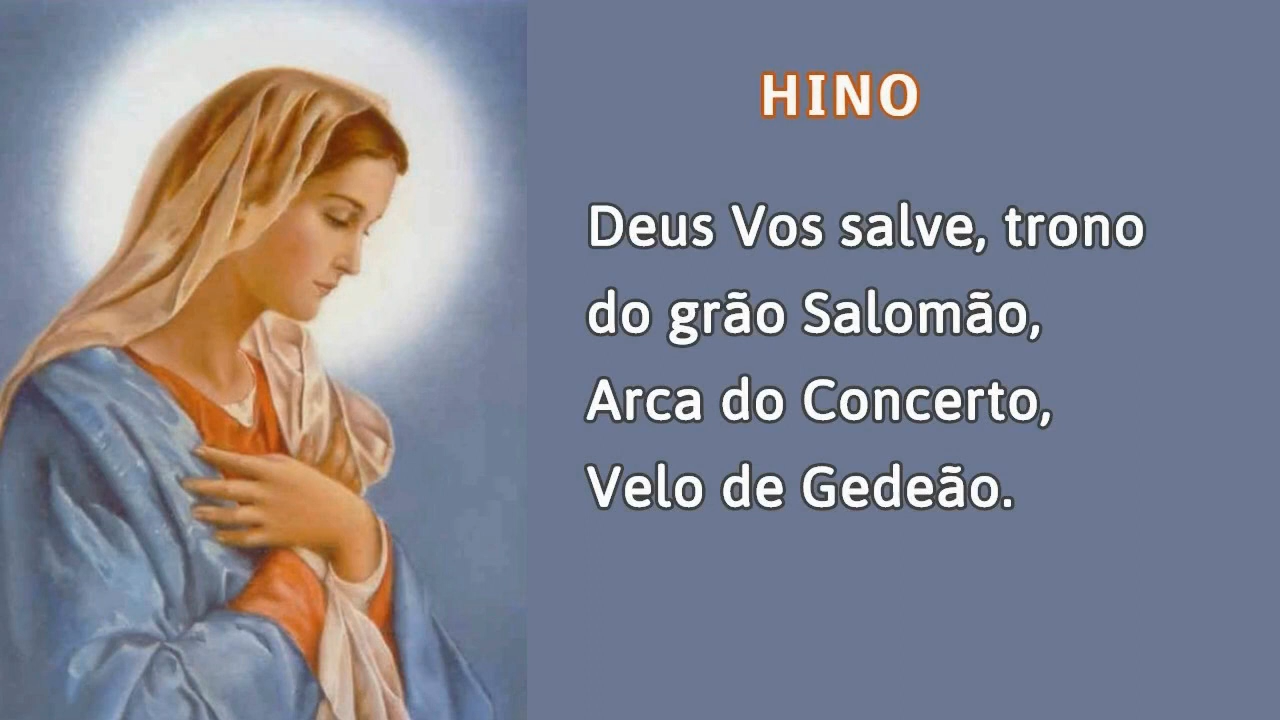 HINO
Deus Vos salve, trono
do grão Salomão,
Arca do Concerto,
Velo de Gedeão.